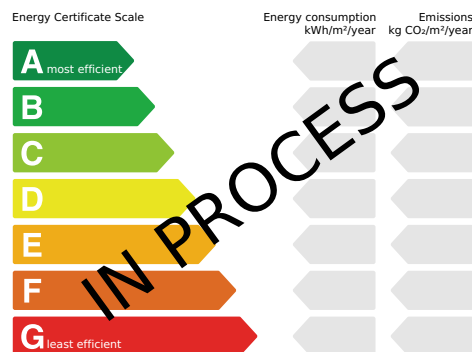 Energy Certificate Scale
Energy consumption
kWh/m²/year
Emissions
kg CO₂/m²/year
A most efficient
B
C
D
E
F
G least efficient
IN PROCESS